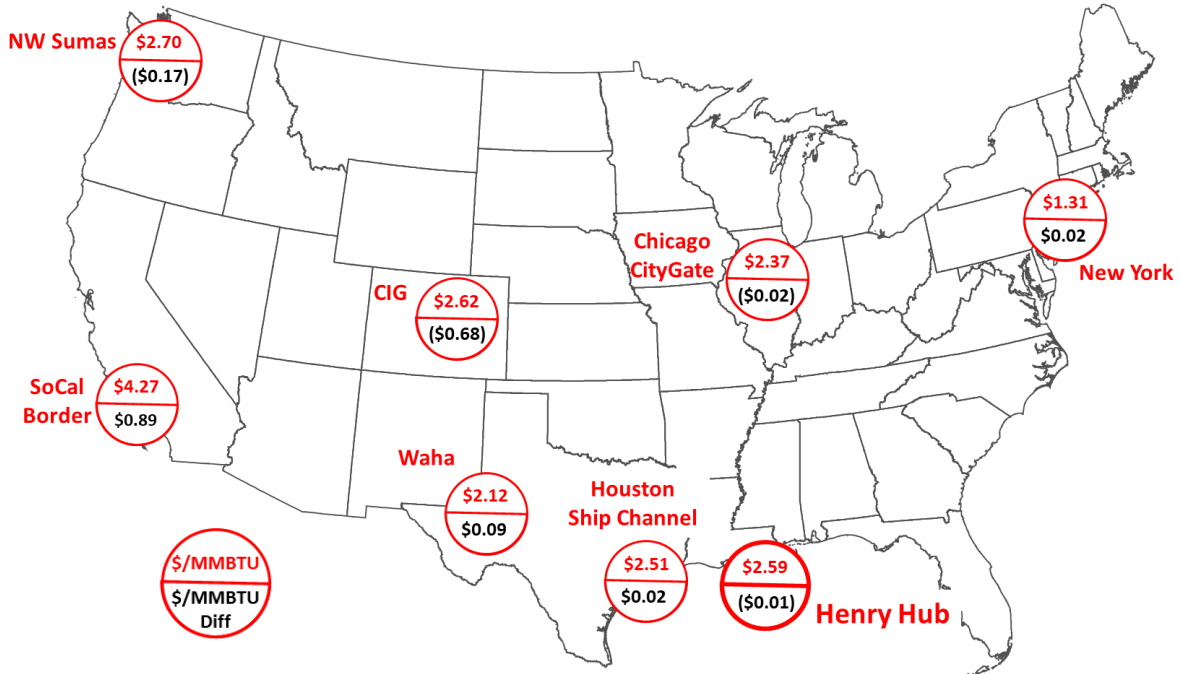 NW Sumas
$2.70
($0.17)
$1.31
$0.02
New York
Chicago
CityGate
$2.37
($0.02)
CIG
$2.62
($0.68)
SoCal
Border
$4.27
$0.89
Waha
$2.12
$0.09
Houston
Ship Channel
$2.51
$0.02
$2.59
($0.01)
Henry Hub
$/MMBTU
$/MMBTU
Diff